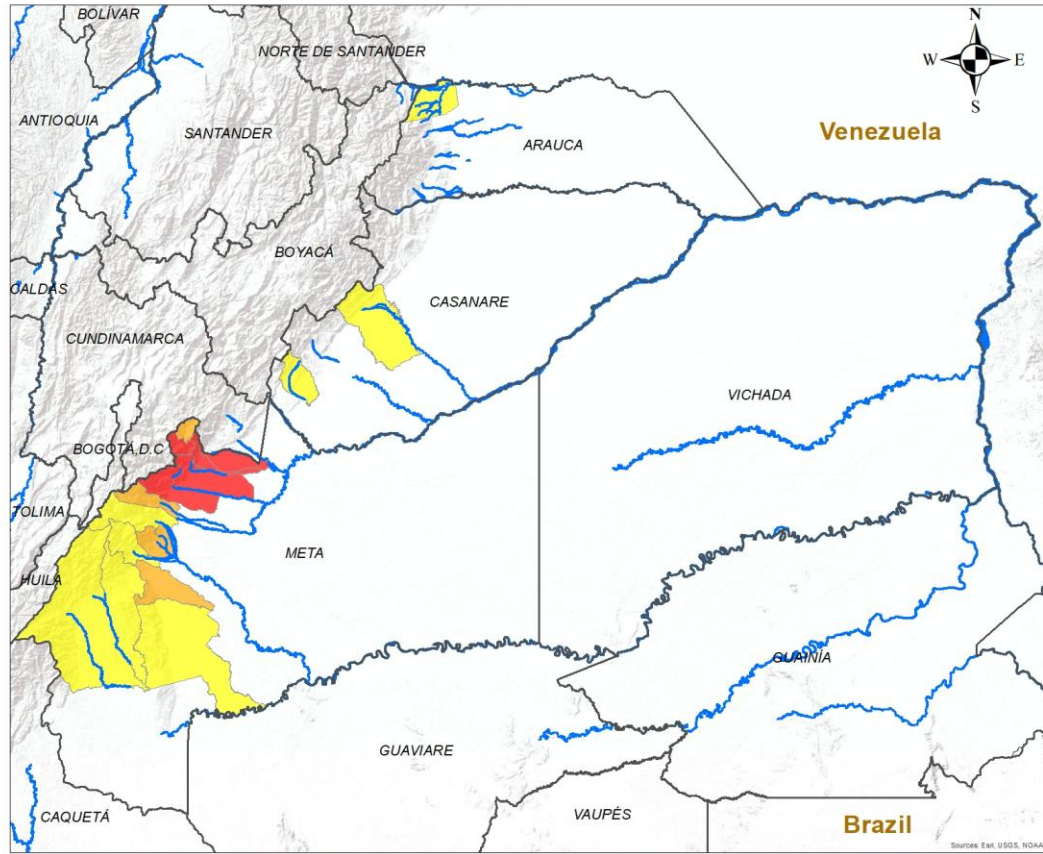 BOLÍVAR
NORTE DE SANTANDER
N
W
E
S
ANTIOQUIA
SANTANDER
ARAUCA
Venezuela
BOYACÁ
CALDAS
CASANARE
CUNDINAMARCA
VICHADA
BOGOTÁ,D.C
TOLIMA
META
HUILA
GUAINÍA
GUAVIARE
CAQUETÁ
VAUPÉS
Brazil
Sources: Esri, USGS, NOAA